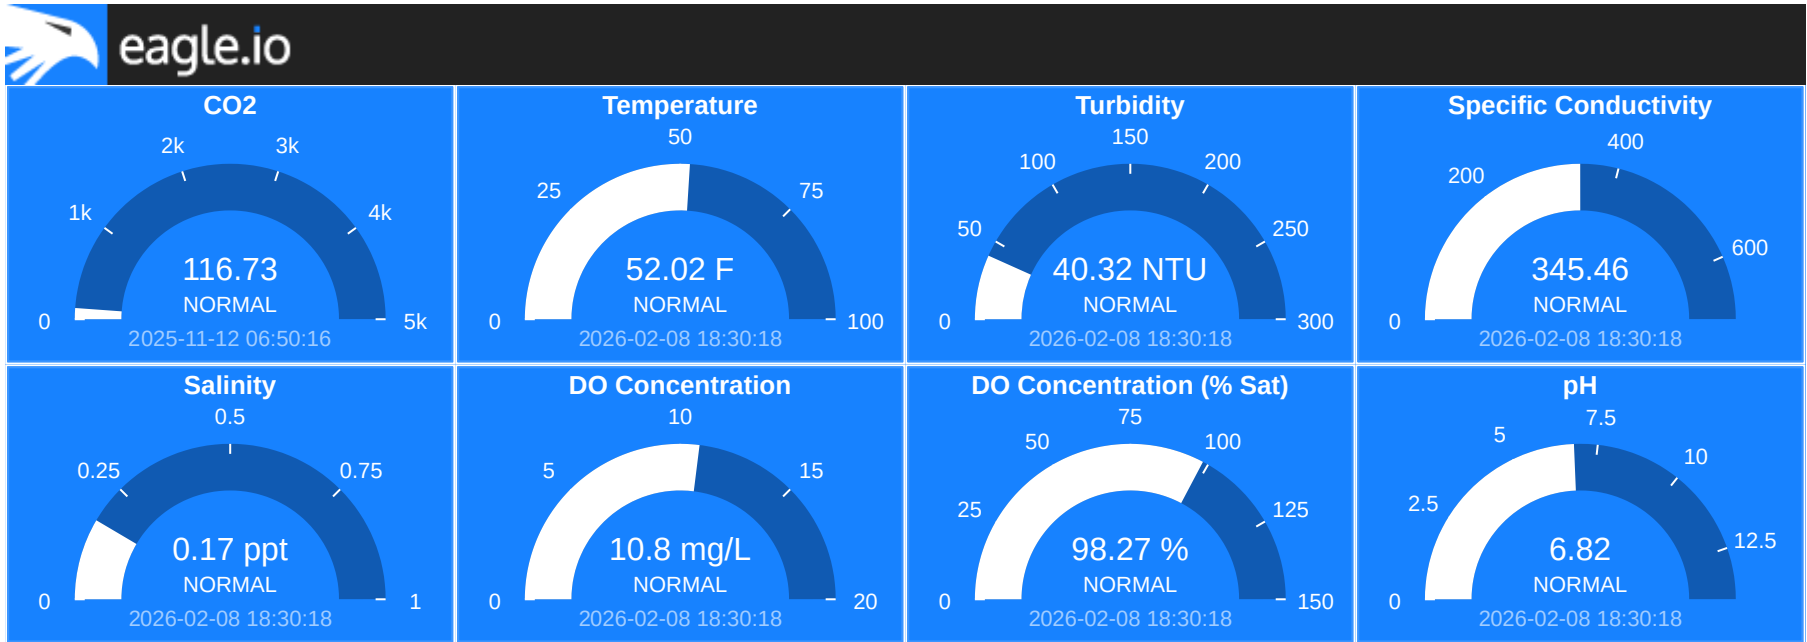 eagle.io
CO2
0
1k
2k
3k
4k
5k
116.73
NORMAL
2025-11-12 06:50:16
Temperature
0
25
50
75
100
52.02 F
NORMAL
2026-02-08 18:30:18
Turbidity
0
50
100
150
200
250
300
40.32 NTU
NORMAL
2026-02-08 18:30:18
Specific Conductivity
0
200
400
600
345.46
NORMAL
2026-02-08 18:30:18
Salinity
0
0.25
0.5
0.75
1
0.17 ppt
NORMAL
2026-02-08 18:30:18
DO Concentration
0
5
10
15
20
10.8 mg/L
NORMAL
2026-02-08 18:30:18
DO Concentration (% Sat)
0
25
50
75
100
125
150
98.27 %
NORMAL
2026-02-08 18:30:18
pH
0
2.5
5
7.5
10
12.5
6.82
NORMAL
2026-02-08 18:30:18